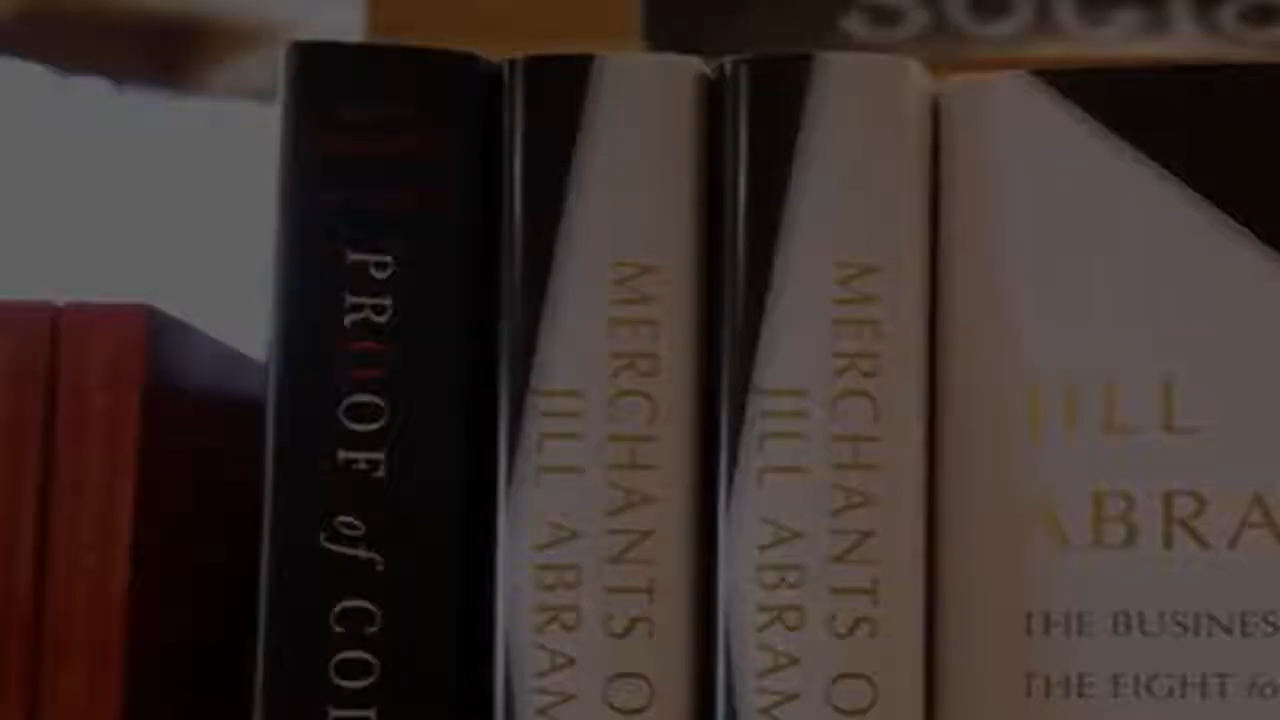 PROOF of CO
MERCHANTS O
JILL ABRAM
MERCHANTS O
JILL ABRAM
JILL
ABRA
THE BUSINES
THE FIGHT fo